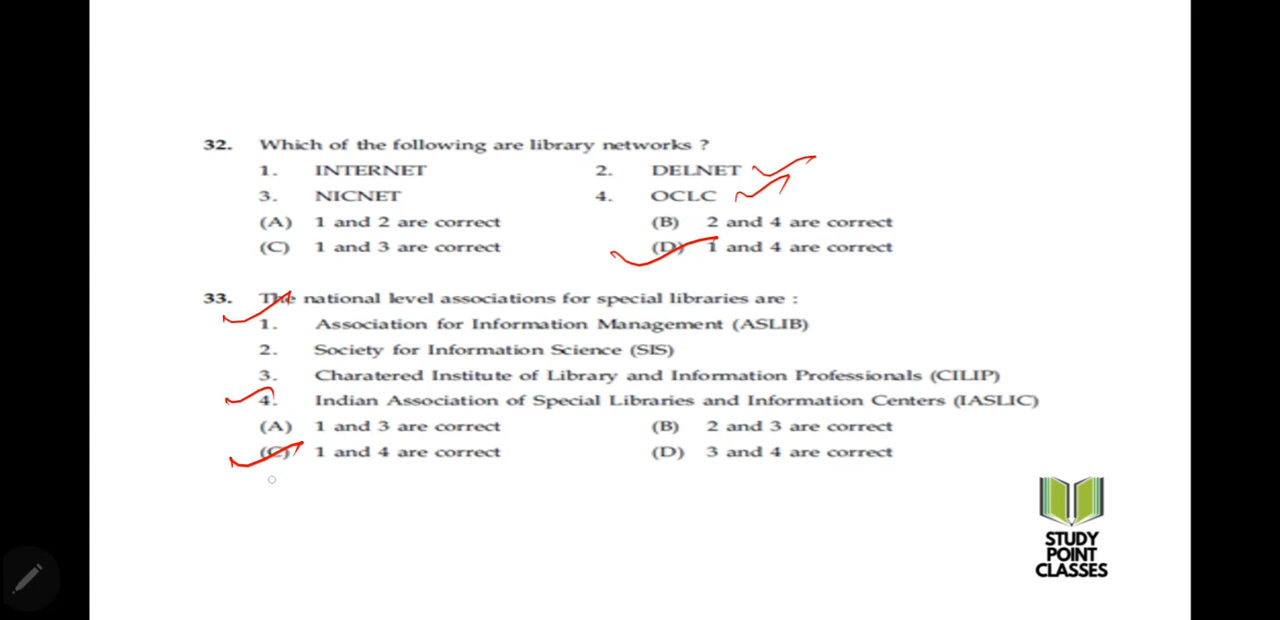 32. Which of the following are library networks ?
1. INTERNET 2. DELNET
3. NICNET 4. OCLC
(A) 1 and 2 are correct (B) 2 and 4 are correct
(C) 1 and 3 are correct (D) 1 and 4 are correct
33. The national level associations for special libraries are :
1. Association for Information Management (ASLIB)
2. Society for Information Science (SIS)
3. Charatered Institute of Library and Information Professionals (CILIP)
4. Indian Association of Special Libraries and Information Centers (IASLIC)
(A) 1 and 3 are correct (B) 2 and 3 are correct
(C) 1 and 4 are correct (D) 3 and 4 are correct
STUDY
POINT
CLASSES